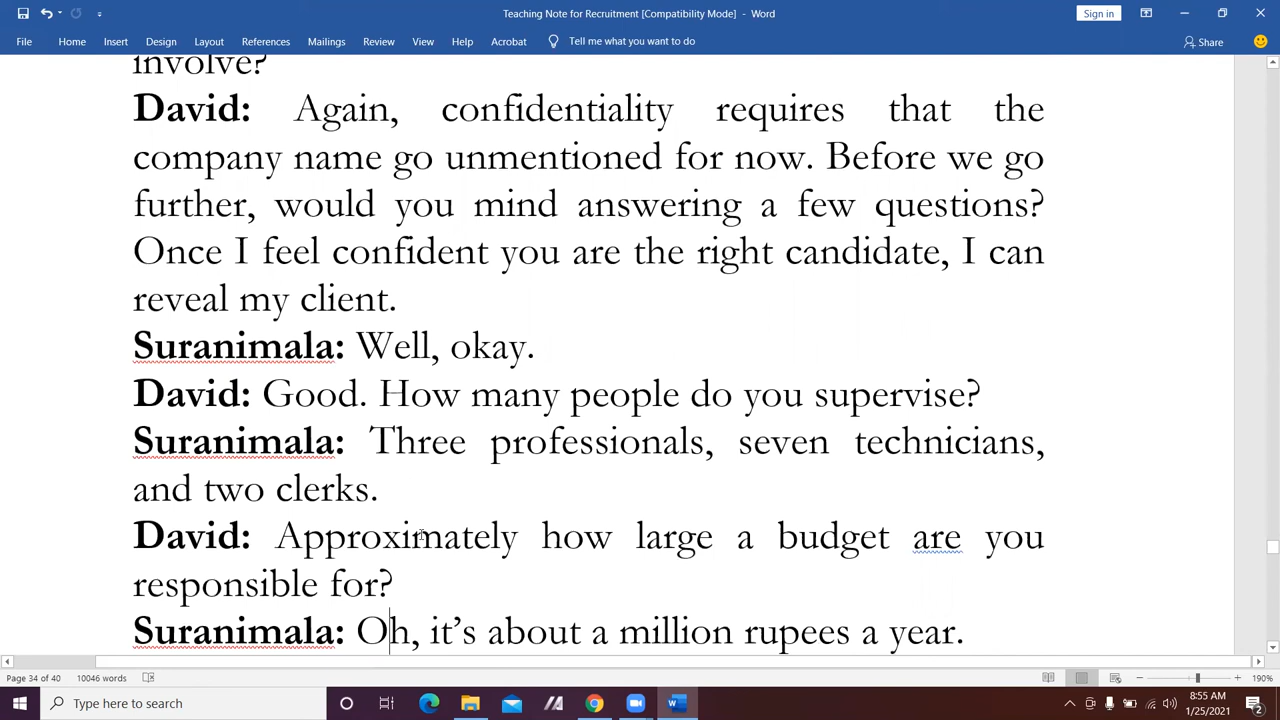 Teaching Note for Recruitment [Compatibility Mode] - Word
Sign in
File Home Insert Design Layout References Mailings Review View Help Acrobat Tell me what you want to do Share
involve?
David: Again, confidentiality requires that the
company name go unmentioned for now. Before we go
further, would you mind answering a few questions?
Once I feel confident you are the right candidate, I can
reveal my client.
Suranimala: Well, okay.
David: Good. How many people do you supervise?
Suranimala: Three professionals, seven technicians,
and two clerks.
David: Approximately how large a budget are you
responsible for?
Suranimala: Oh, it’s about a million rupees a year.
Page 34 of 40 10046 words 190%
Type here to search
8:55 AM
1/25/2021
2